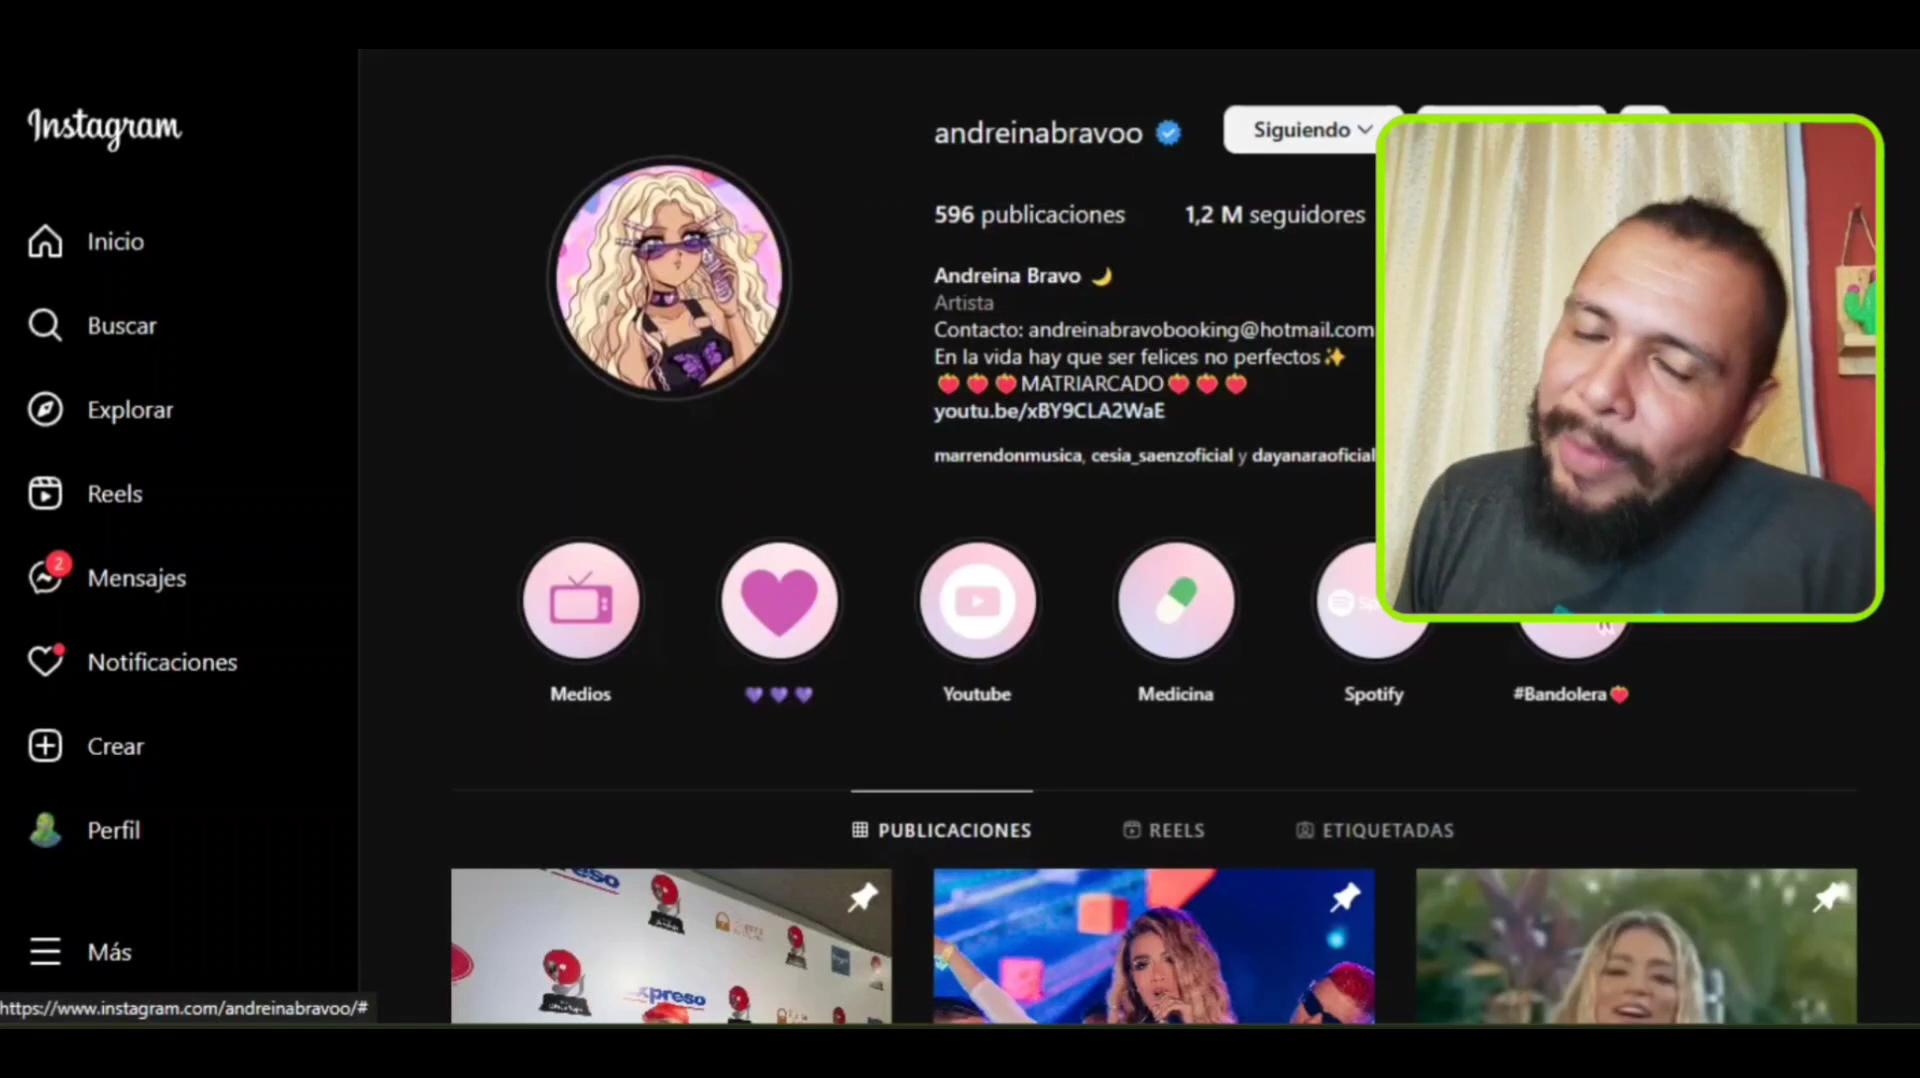 Instagram
Inicio
Buscar
Explorar
Reels
2
Mensajes
Notificaciones
Crear
Perfil
Más
https://www.instagram.com/andreinabravoo/#
andreinabravoo
Siguiendo
596 publicaciones
1,2 M seguidores
Andreina Bravo 🌙
Artista
Contacto: andreinabravobooking@hotmail.com
En la vida hay que ser felices no perfectos✨
🍅🍅🍅MATRIARCADO🍅🍅🍅
youtu.be/xBY9CLA2WaE
marrendonmusica, cesia_saenzoficial y dayanaraoficial
Medios
💜💜💜
Youtube
Medicina
Spotify
#Bandolera🍅
PUBLICACIONES
REELS
ETIQUETADAS
xpreso